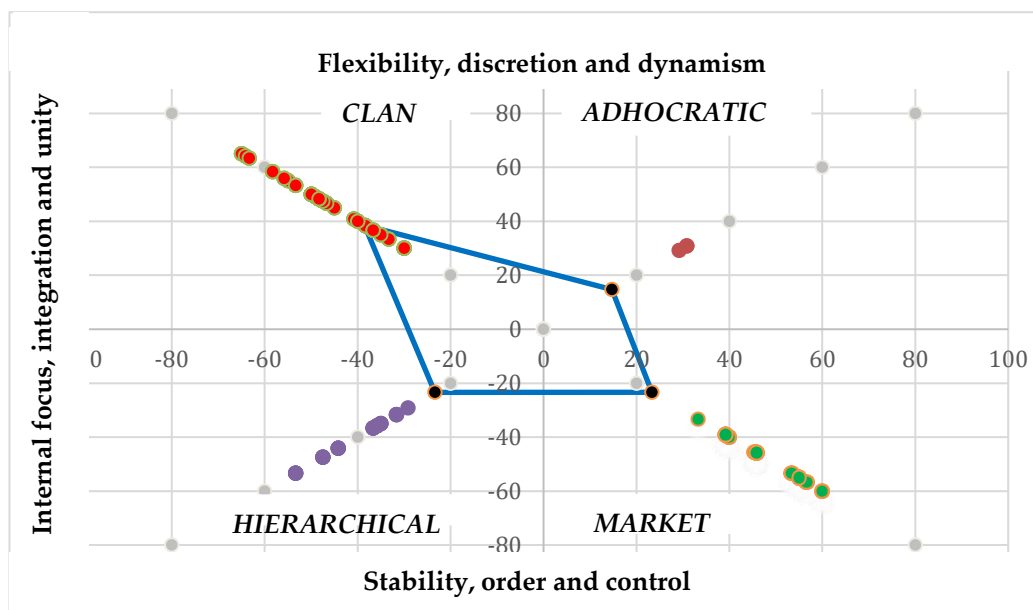 Flexibility, discretion and dynamism
CLAN
ADHOCRATIC
Internal focus, integration and unity
80
60
40
20
0
0 -80 -60 -40 -20 0 20 40 60 80 100
-20
-40
-60
-80
HIERARCHICAL
MARKET
Stability, order and control